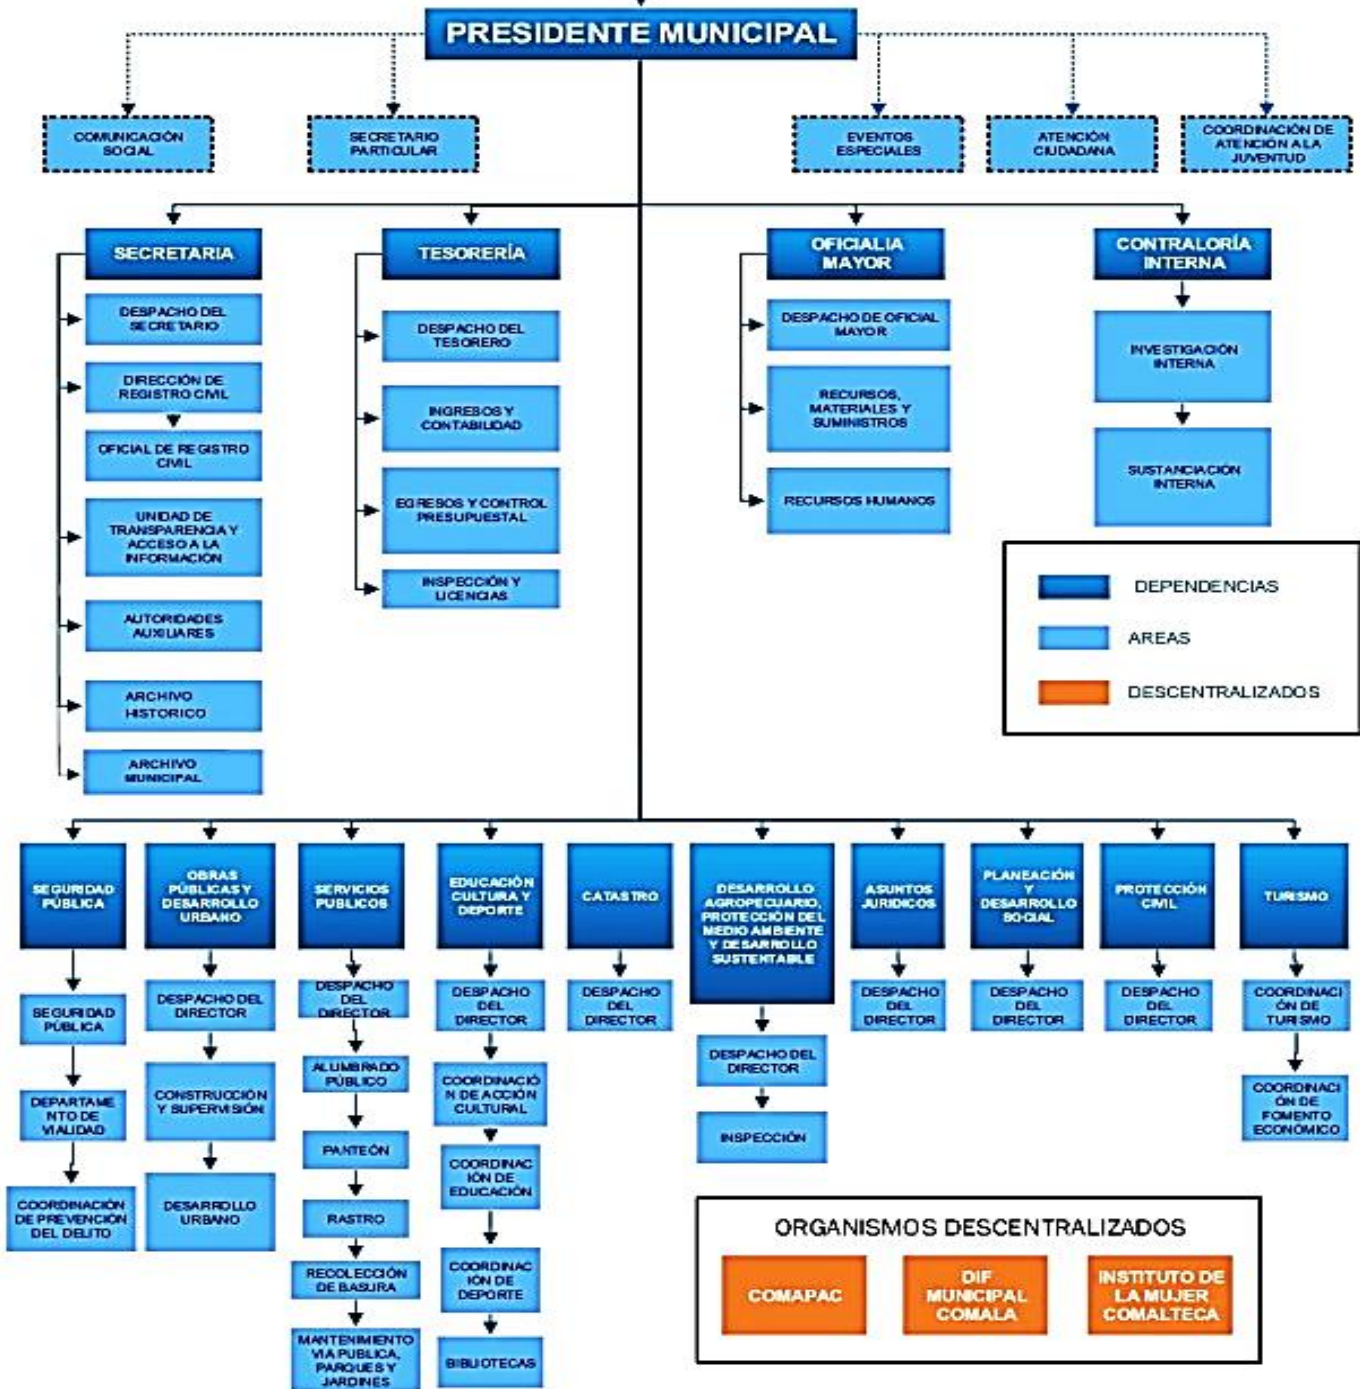 PRESIDENTE MUNICIPAL
COMUNICACIÓN
SOCIAL
SECRETARIO
PARTICULAR
EVENTOS
ESPECIALES
ATENCIÓN
CIUDADANA
COORDINACIÓN DE
ATENCIÓN A LA
JUVENTUD
SECRETARIA
DESPACHO DEL
SECRETARIO
DIRECCIÓN DE
REGISTRO CIVIL
OFICIAL DE REGISTRO
CIVIL
UNIDAD DE
TRANSPARENCIA Y
ACCESO A LA
INFORMACIÓN
AUTORIDADES
AUXILIARES
ARCHIVO
HISTORICO
ARCHIVO
MUNICIPAL
TESORERÍA
DESPACHO DEL
TESORERO
INGRESOS Y
CONTABILIDAD
EGRESOS Y CONTROL
PRESUPUESTAL
INSPECCIÓN Y
LICENCIAS
OFICIALIA
MAYOR
DESPACHO DE OFICIAL
MAYOR
RECURSOS,
MATERIALES Y
SUMINISTROS
RECURSOS HUMANOS
CONTRALORÍA
INTERNA
INVESTIGACIÓN
INTERNA
SUSTANCIACIÓN
INTERNA
DEPENDENCIAS
AREAS
DESCENTRALIZADOS
SEGURIDAD
PÚBLICA
SEGURIDAD
PÚBLICA
DEPARTAME
NTO DE
VIALIDAD
COORDINACIÓN
DE PREVENCIÓN
DEL DELITO
OBRAS
PÚBLICAS Y
DESARROLLO
URBANO
DESPACHO DEL
DIRECTOR
CONSTRUCCIÓN
Y SUPERVISIÓN
DESARROLLO
URBANO
SERVICIOS
PUBLICOS
DESPACHO
DEL
DIRECTOR
ALUMBRADO
PÚBLICO
PANTEÓN
RASTRO
RECOLECCIÓN
DE BASURA
MANTENIMIENTO
VIA PUBLICA,
PARQUES Y
JARDINES
EDUCACIÓN
CULTURA Y
DEPORTE
DESPACHO
DEL
DIRECTOR
COORDINACIÓ
N DE ACCIÓN
CULTURAL
COORDINAC
IÓN DE
EDUCACIÓN
COORDINAC
IÓN DE
DEPORTE
BIBLIOTECAS
CATASTRO
DESPACHO
DEL
DIRECTOR
DESARROLLO
AGROPECUARIO,
PROTECCIÓN DEL
MEDIO AMBIENTE
Y DESARROLLO
SUSTENTABLE
DESPACHO DEL
DIRECTOR
INSPECCIÓN
ASUNTOS
JURIDICOS
DESPACHO
DEL
DIRECTOR
PLANEACIÓN
Y
DESARROLLO
SOCIAL
DESPACHO
DEL
DIRECTOR
PROTECCIÓN
CIVIL
DESPACHO
DEL
DIRECTOR
TURISMO
COORDINACI
ÓN DE
TURISMO
COORDINACI
ÓN DE
FOMENTO
ECONÓMICO
ORGANISMOS DESCENTRALIZADOS
COMAPAC
DIF
MUNICIPAL
COMALA
INSTITUTO DE
LA MUJER
COMALTECA